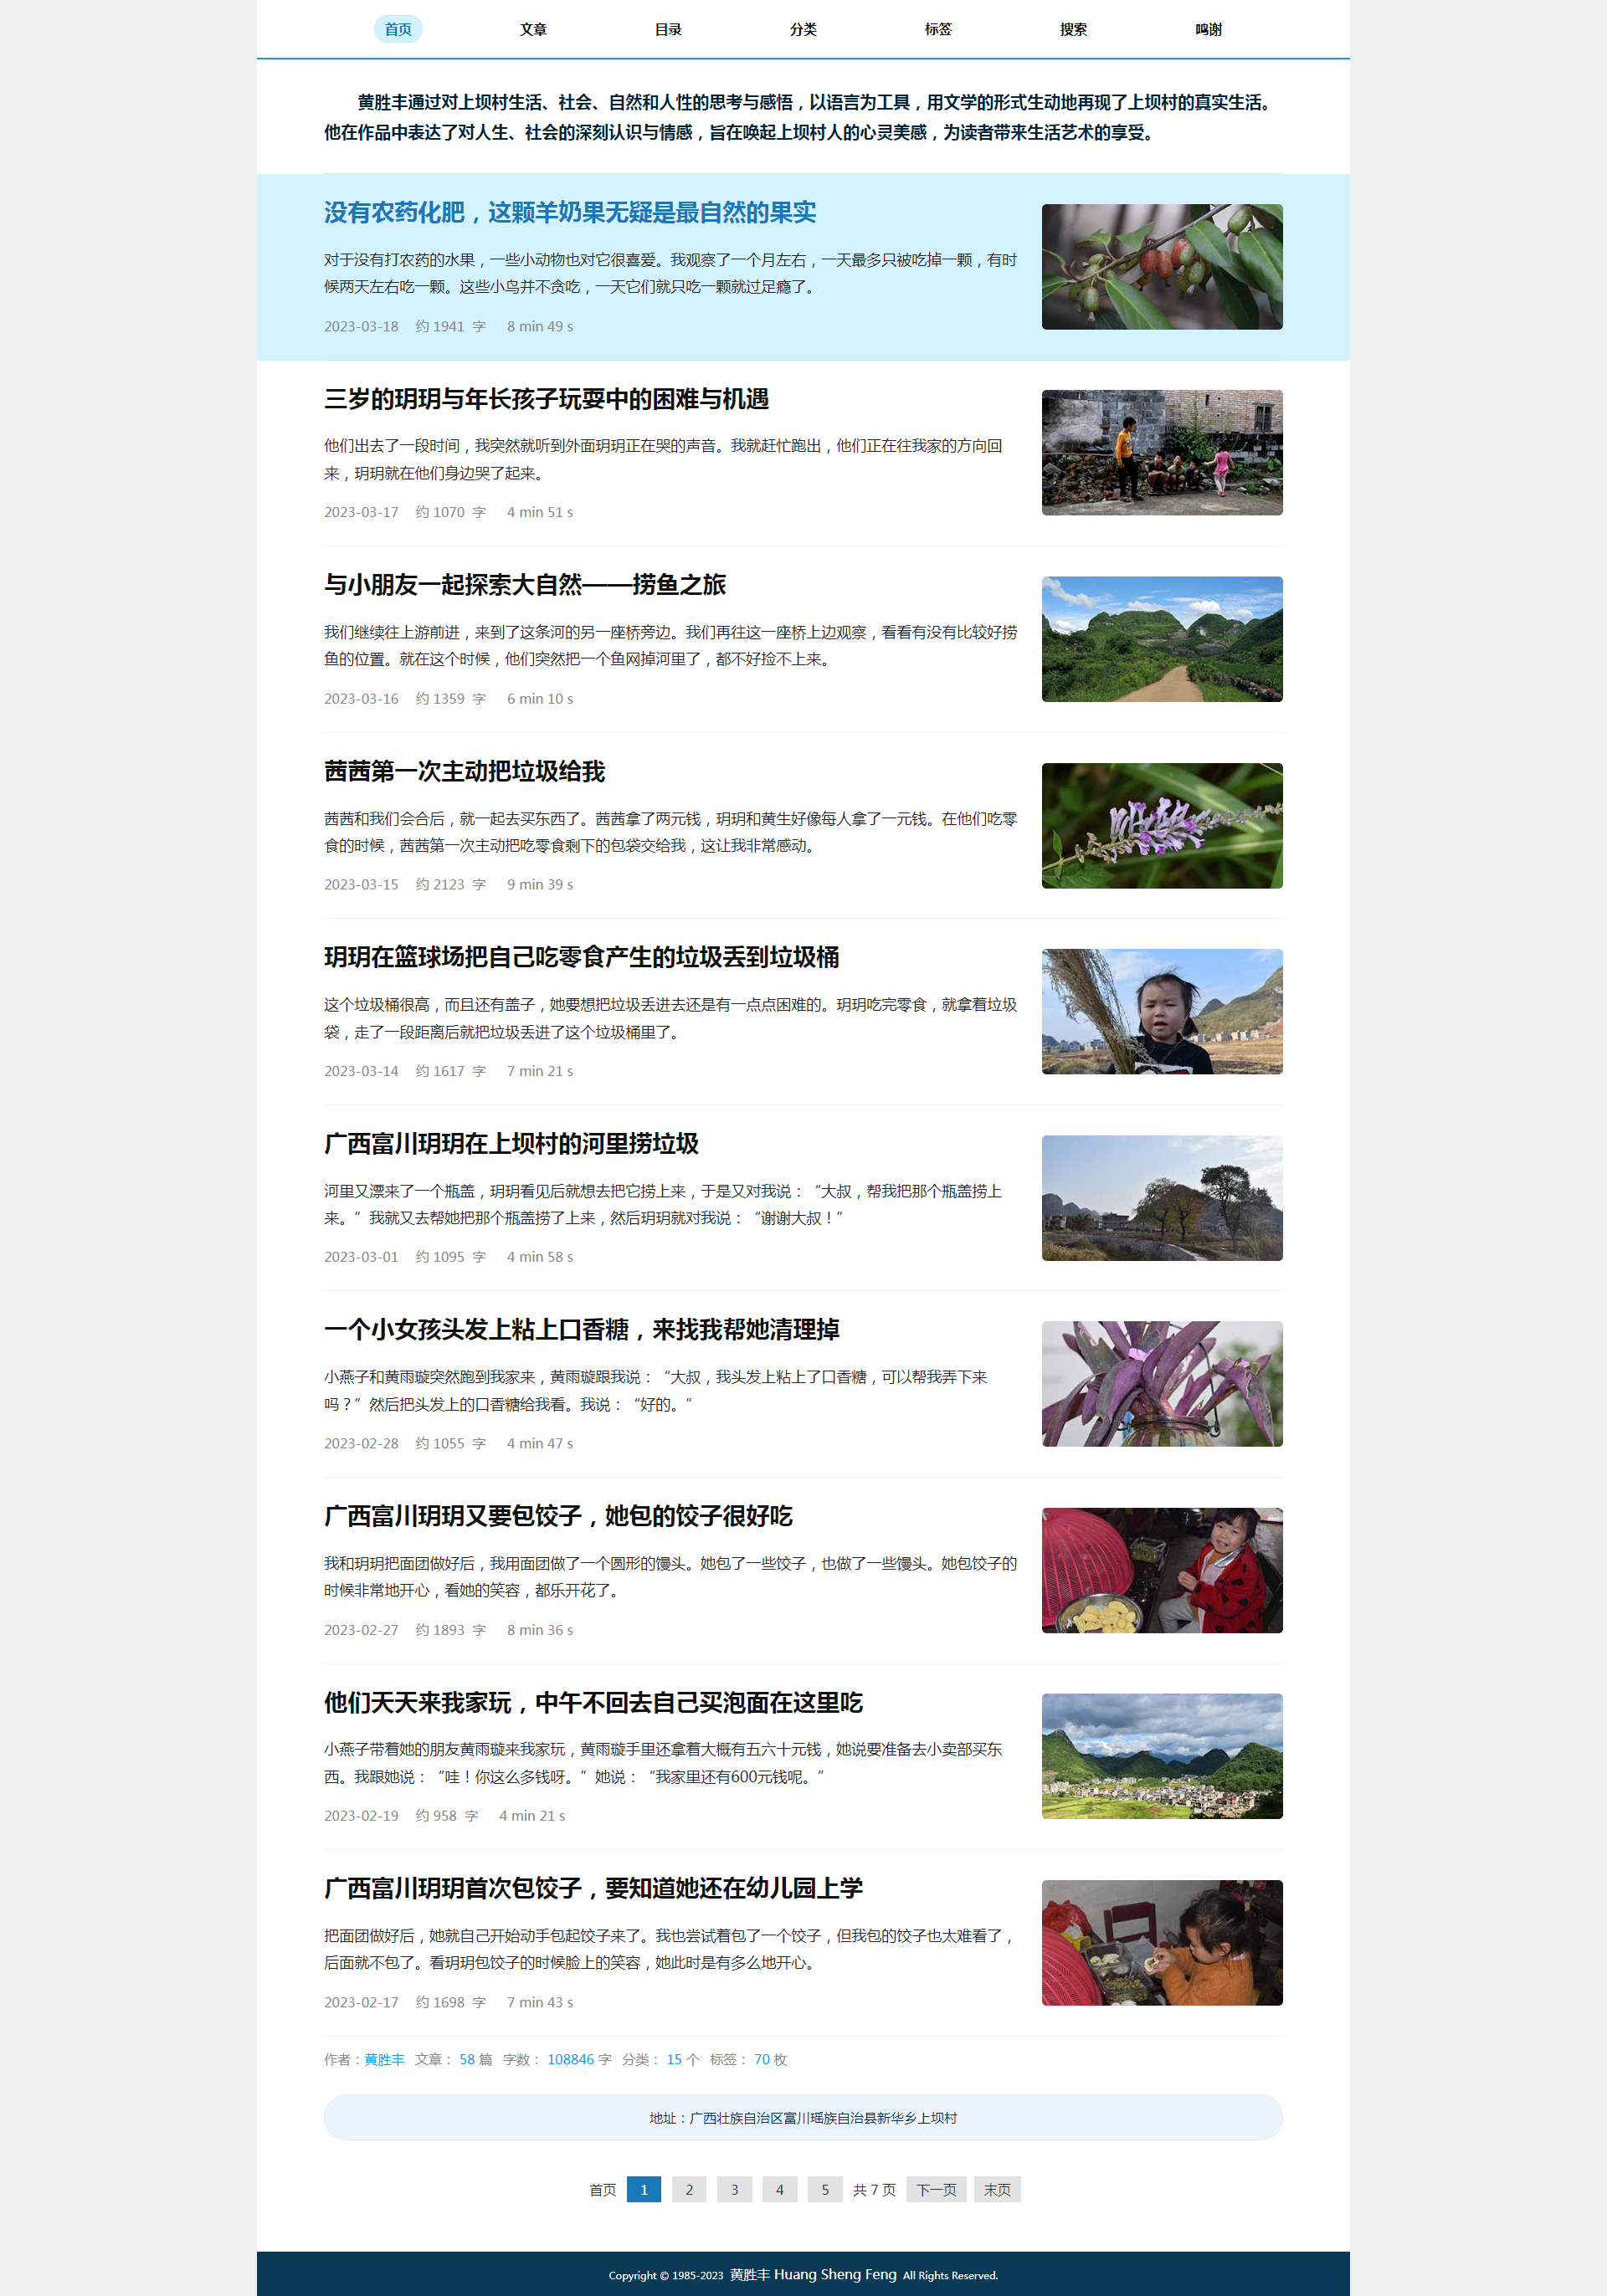 首页 文章 目录 分类 标签 搜索 鸣谢
黄胜丰通过对上坝村生活、社会、自然和人性的思考与感悟，以语言为工具，用文学的形式生动地再现了上坝村的真实生活。
他在作品中表达了对人生、社会的深刻认识与情感，旨在唤起上坝村人的心灵美感，为读者带来生活艺术的享受。
没有农药化肥，这颗羊奶果无疑是最自然的果实
对于没有打农药的水果，一些小动物也对它很喜爱。我观察了一个月左右，一天最多只被吃掉一颗，有时
候两天左右吃一颗。这些小鸟并不贪吃，一天它们就只吃一颗就过足瘾了。
2023-03-18 约 1941 字 8 min 49 s
三岁的玥玥与年长孩子玩耍中的困难与机遇
他们出去了一段时间，我突然就听到外面玥玥正在哭的声音。我就赶忙跑出，他们正在往我家的方向回
来，玥玥就在他们身边哭了起来。
2023-03-17 约 1070 字 4 min 51 s
与小朋友一起探索大自然——捞鱼之旅
我们继续往上游前进，来到了这条河的另一座桥旁边。我们再往这一座桥上边观察，看看有没有比较好捞
鱼的位置。就在这个时候，他们突然把一个鱼网掉河里了，都不好捡不上来。
2023-03-16 约 1359 字 6 min 10 s
茜茜第一次主动把垃圾给我
茜茜和我们会合后，就一起去买东西了。茜茜拿了两元钱，玥玥和黄生好像每人拿了一元钱。在他们吃零
食的时候，茜茜第一次主动把吃零食剩下的包袋交给我，这让我非常感动。
2023-03-15 约 2123 字 9 min 39 s
玥玥在篮球场把自己吃零食产生的垃圾丢到垃圾桶
这个垃圾桶很高，而且还有盖子，她要想把垃圾丢进去还是有一点点困难的。玥玥吃完零食，就拿着垃圾
袋，走了一段距离后就把垃圾丢进了这个垃圾桶里了。
2023-03-14 约 1617 字 7 min 21 s
广西富川玥玥在上坝村的河里捞垃圾
河里又漂来了一个瓶盖，玥玥看见后就想去把它捞上来，于是又对我说：“大叔，帮我把那个瓶盖捞上
来。”我就又去帮她把那个瓶盖捞了上来，然后玥玥就对我说：“谢谢大叔！”
2023-03-01 约 1095 字 4 min 58 s
一个小女孩头发上粘上口香糖，来找我帮她清理掉
小燕子和黄雨璇突然跑到我家来，黄雨璇跟我说：“大叔，我头发上粘上了口香糖，可以帮我弄下来
吗？”然后把头发上的口香糖给我看。我说：“好的。”
2023-02-28 约 1055 字 4 min 47 s
广西富川玥玥又要包饺子，她包的饺子很好吃
我和玥玥把面团做好后，我用面团做了一个圆形的馒头。她包了一些饺子，也做了一些馒头。她包饺子的
时候非常地开心，看她的笑容，都乐开花了。
2023-02-27 约 1893 字 8 min 36 s
他们天天来我家玩，中午不回去自己买泡面在这里吃
小燕子带着她的朋友黄雨璇来我家玩，黄雨璇手里还拿着大概有五六十元钱，她说要准备去小卖部买东
西。我跟她说：“哇！你这么多钱呀。”她说：“我家里还有600元钱呢。”
2023-02-19 约 958 字 4 min 21 s
广西富川玥玥首次包饺子，要知道她还在幼儿园上学
把面团做好后，她就自己开始动手包起饺子来了。我也尝试着包了一个饺子，但我包的饺子也太难看了，
后面就不包了。看玥玥包饺子的时候脸上的笑容，她此时是有多么地开心。
2023-02-17 约 1698 字 7 min 43 s
作者：黄胜丰 文章： 58 篇 字数： 108846 字 分类： 15 个 标签： 70 枚
地址：广西壮族自治区富川瑶族自治县新华乡上坝村
首页 1 2 3 4 5 共 7 页 下一页 末页
Copyright © 1985-2023 黄胜丰 Huang Sheng Feng All Rights Reserved.